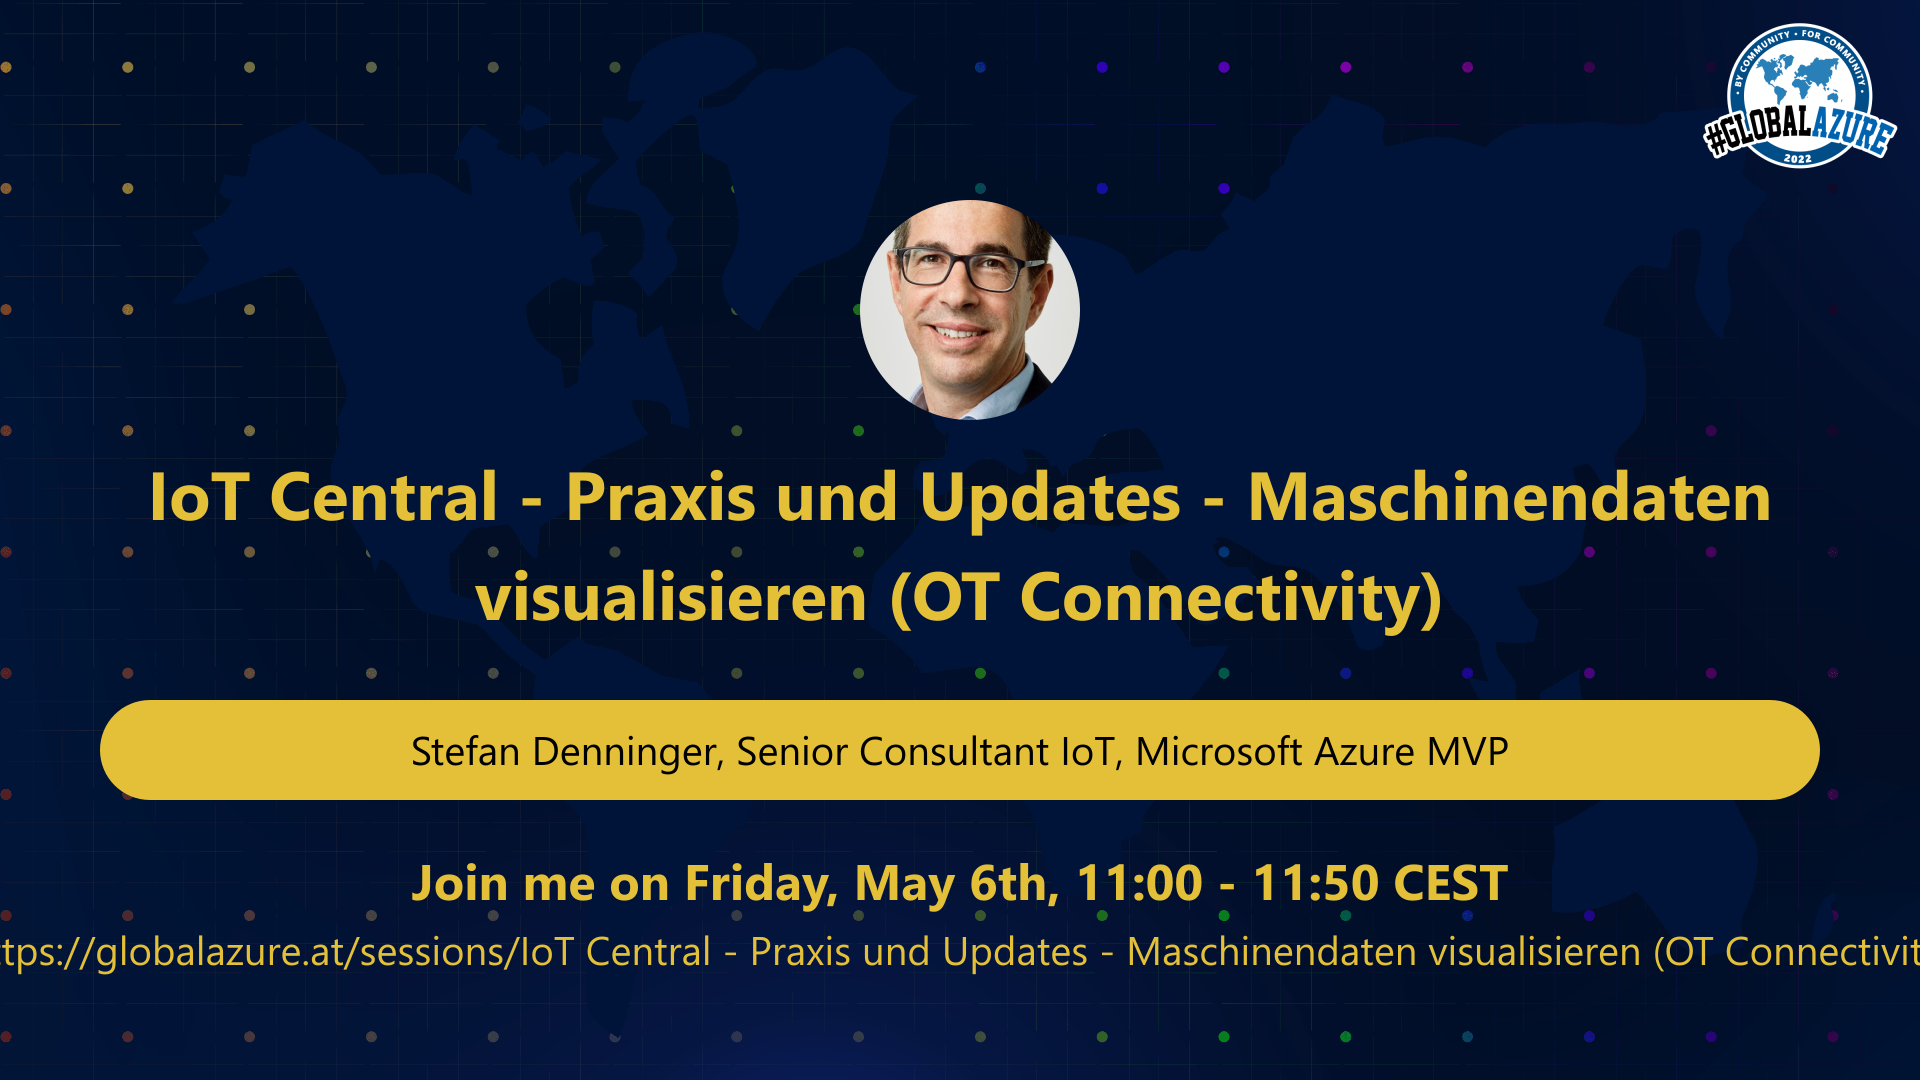 • BY COMMUNITY • FOR COMMUNITY •
#GLOBALAZURE
2022
IoT Central - Praxis und Updates - Maschinendaten
visualisieren (OT Connectivity)
Stefan Denninger, Senior Consultant IoT, Microsoft Azure MVP
Join me on Friday, May 6th, 11:00 - 11:50 CEST
ttps://globalazure.at/sessions/IoT Central - Praxis und Updates - Maschinendaten visualisieren (OT Connectivit